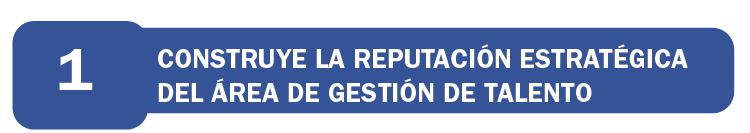 1
CONSTRUYE LA REPUTACIÓN ESTRATÉGICA
DEL ÁREA DE GESTIÓN DE TALENTO